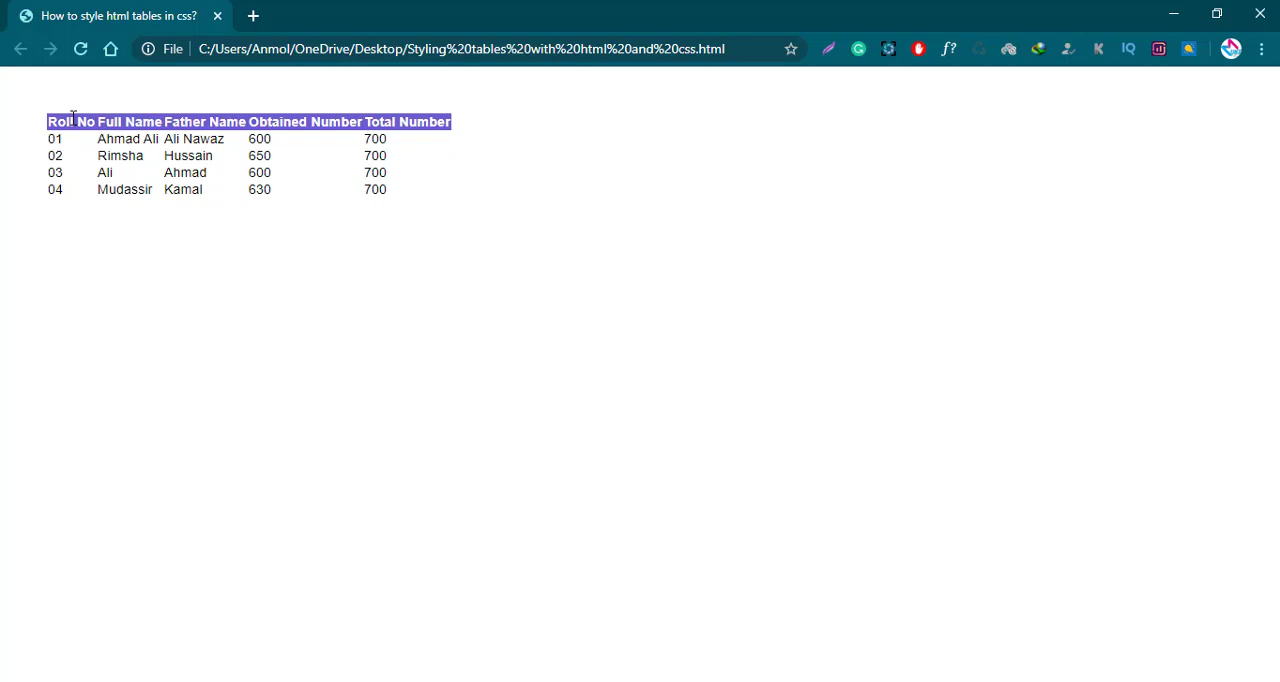 How to style html tables in css?
File C:/Users/Anmol/OneDrive/Desktop/Styling%20tables%20with%20html%20and%20css.html f? K IQ
Roll No Full Name Father Name Obtained Number Total Number
01 Ahmad Ali Ali Nawaz 600 700
02 Rimsha Hussain 650 700
03 Ali Ahmad 600 700
04 Mudassir Kamal 630 700